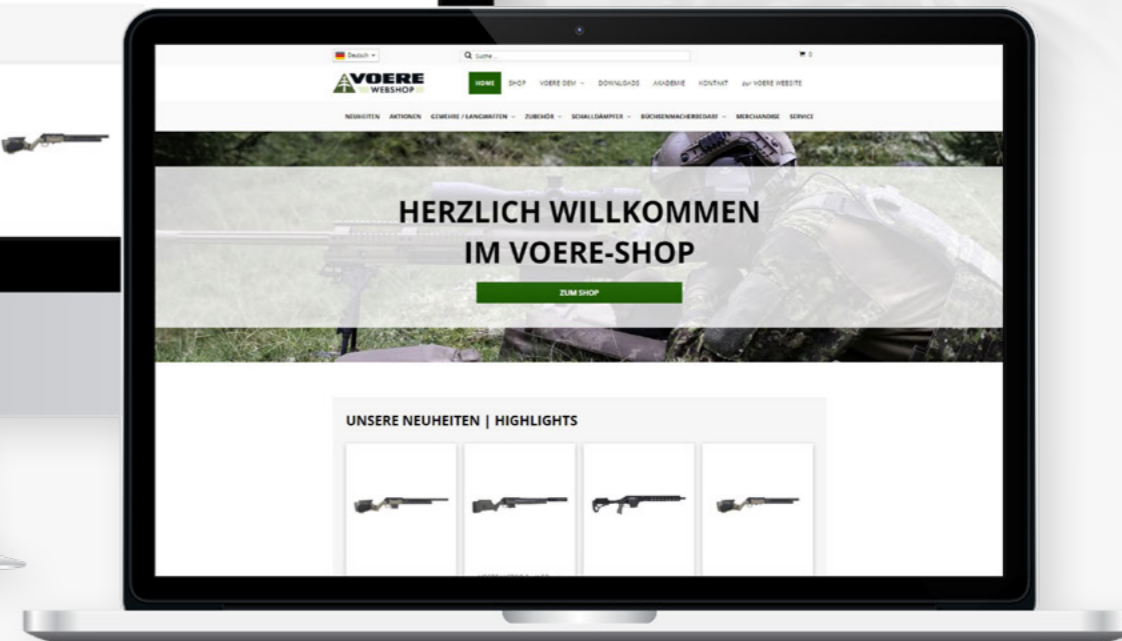 Deutsch
Suche ...
0
VOERE
WEBSHOP
HOME SHOP VOERE OEM DOWNLOADS AKADEMIE KONTAKT zur VOERE WEBSITE
NEUHEITEN AKTIONEN GEWEHRE / LANGWAFFEN ZUBEHÖR SCHALLDÄMPFER BÜCHSENMACHERBEDARF MERCHANDISE SERVICE
HERZLICH WILLKOMMEN
IM VOERE-SHOP
ZUM SHOP
UNSERE NEUHEITEN | HIGHLIGHTS